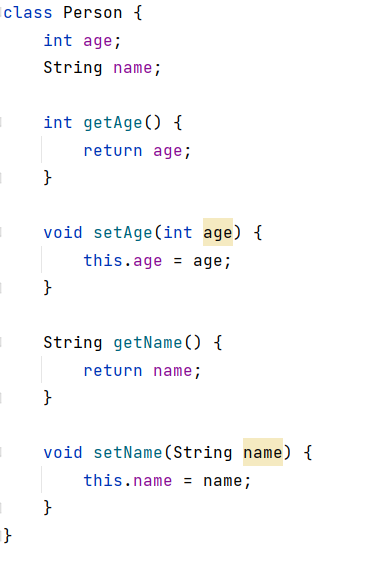 class Person {
    int age;
    String name;

    int getAge() {
        return age;
    }

    void setAge(int age) {
        this.age = age;
    }

    String getName() {
        return name;
    }

    void setName(String name) {
        this.name = name;
    }
}